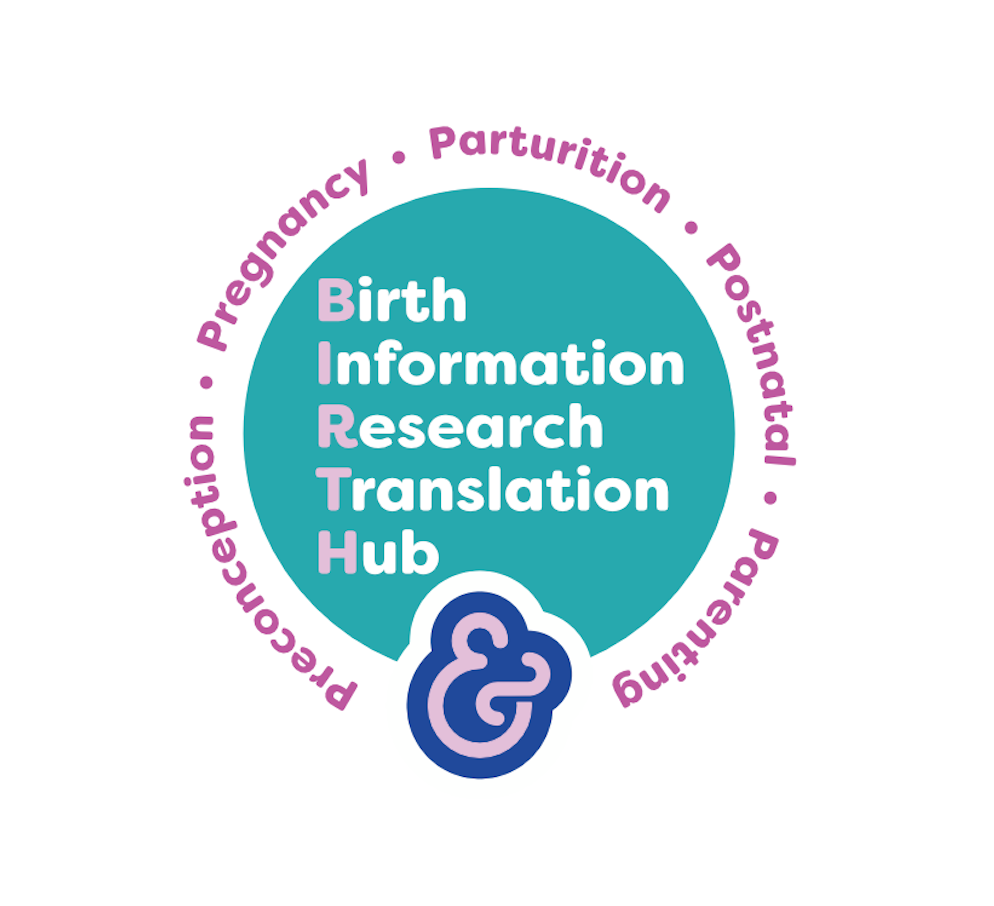 Preconception • Pregnancy • Parturition • Postnatal • Parenting
Birth
Information
Research
Translation
Hub
&